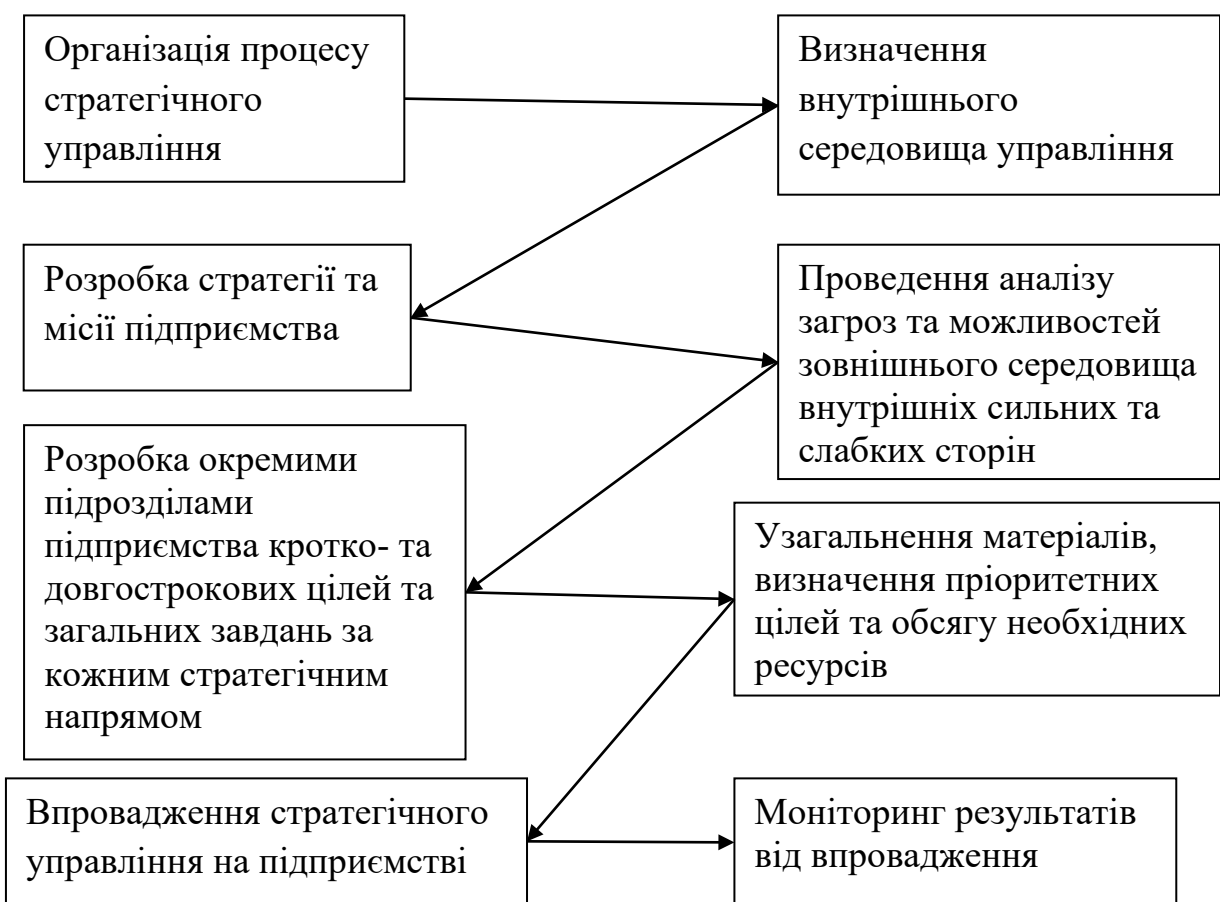 Організація процесу
стратегічного
управління
Визначення
внутрішнього
середовища управління
Розробка стратегії та
місії підприємства
Проведення аналізу
загроз та можливостей
зовнішнього середовища
внутрішніх сильних та
слабких сторін
Розробка окремими
підрозділами
підприємства кротко- та
довгострокових цілей та
загальних завдань за
кожним стратегічним
напрямом
Узагальнення матеріалів,
визначення пріоритетних
цілей та обсягу необхідних
ресурсів
Впровадження стратегічного
управління на підприємстві
Моніторинг результатів
від впровадження